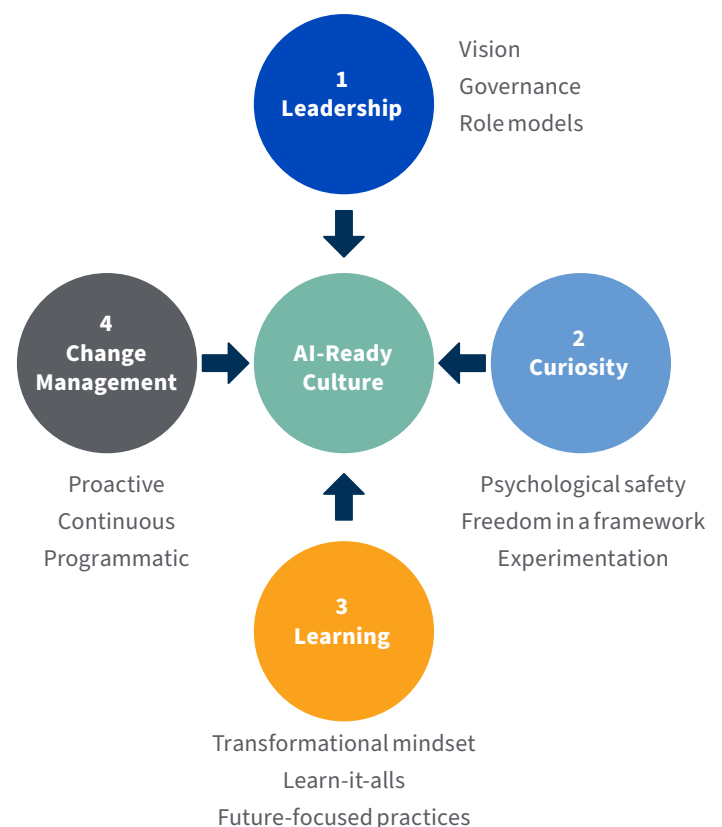 1
Leadership
Vision
Governance
Role models
4
Change
Management
AI-Ready
Culture
2
Curiosity
Proactive
Continuous
Programmatic
Psychological safety
Freedom in a framework
Experimentation
3
Learning
Transformational mindset
Learn-it-alls
Future-focused practices